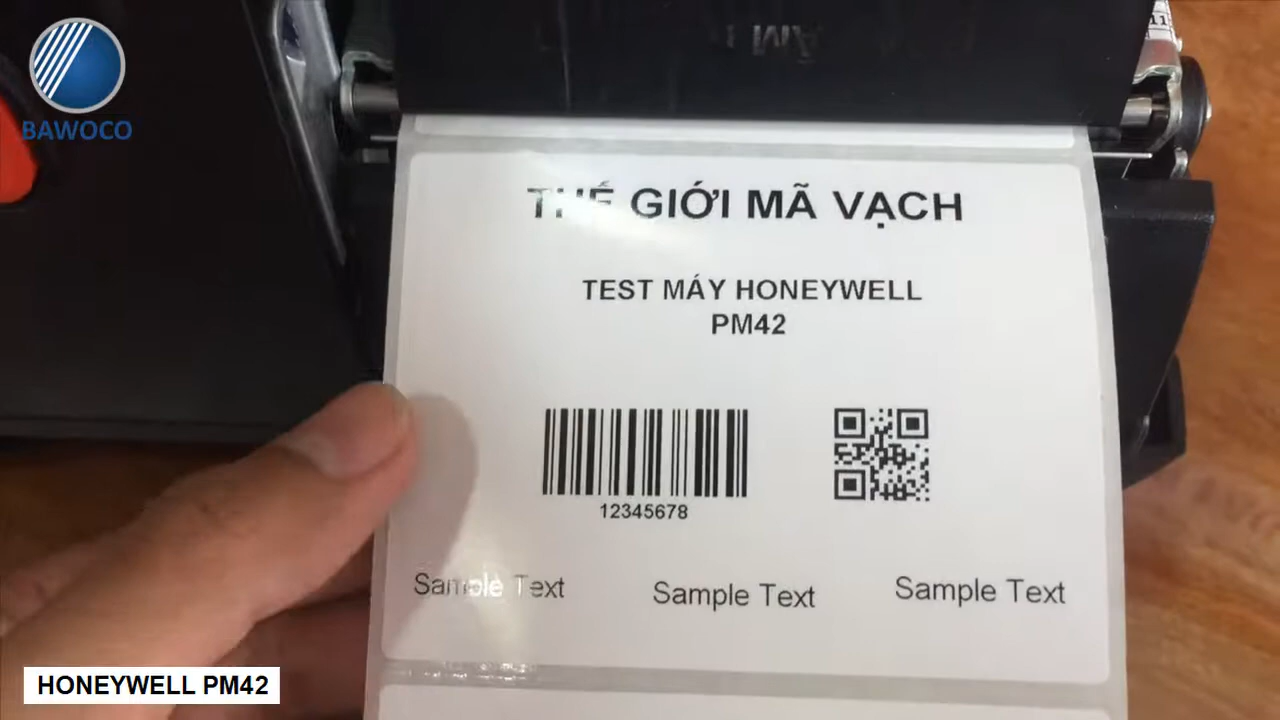 BAWOCO
THẾ GIỚI MÃ VẠCH
TEST MÁY HONEYWELL
PM42
12345678
Sample Text
Sample Text
Sample Text
HONEYWELL PM42